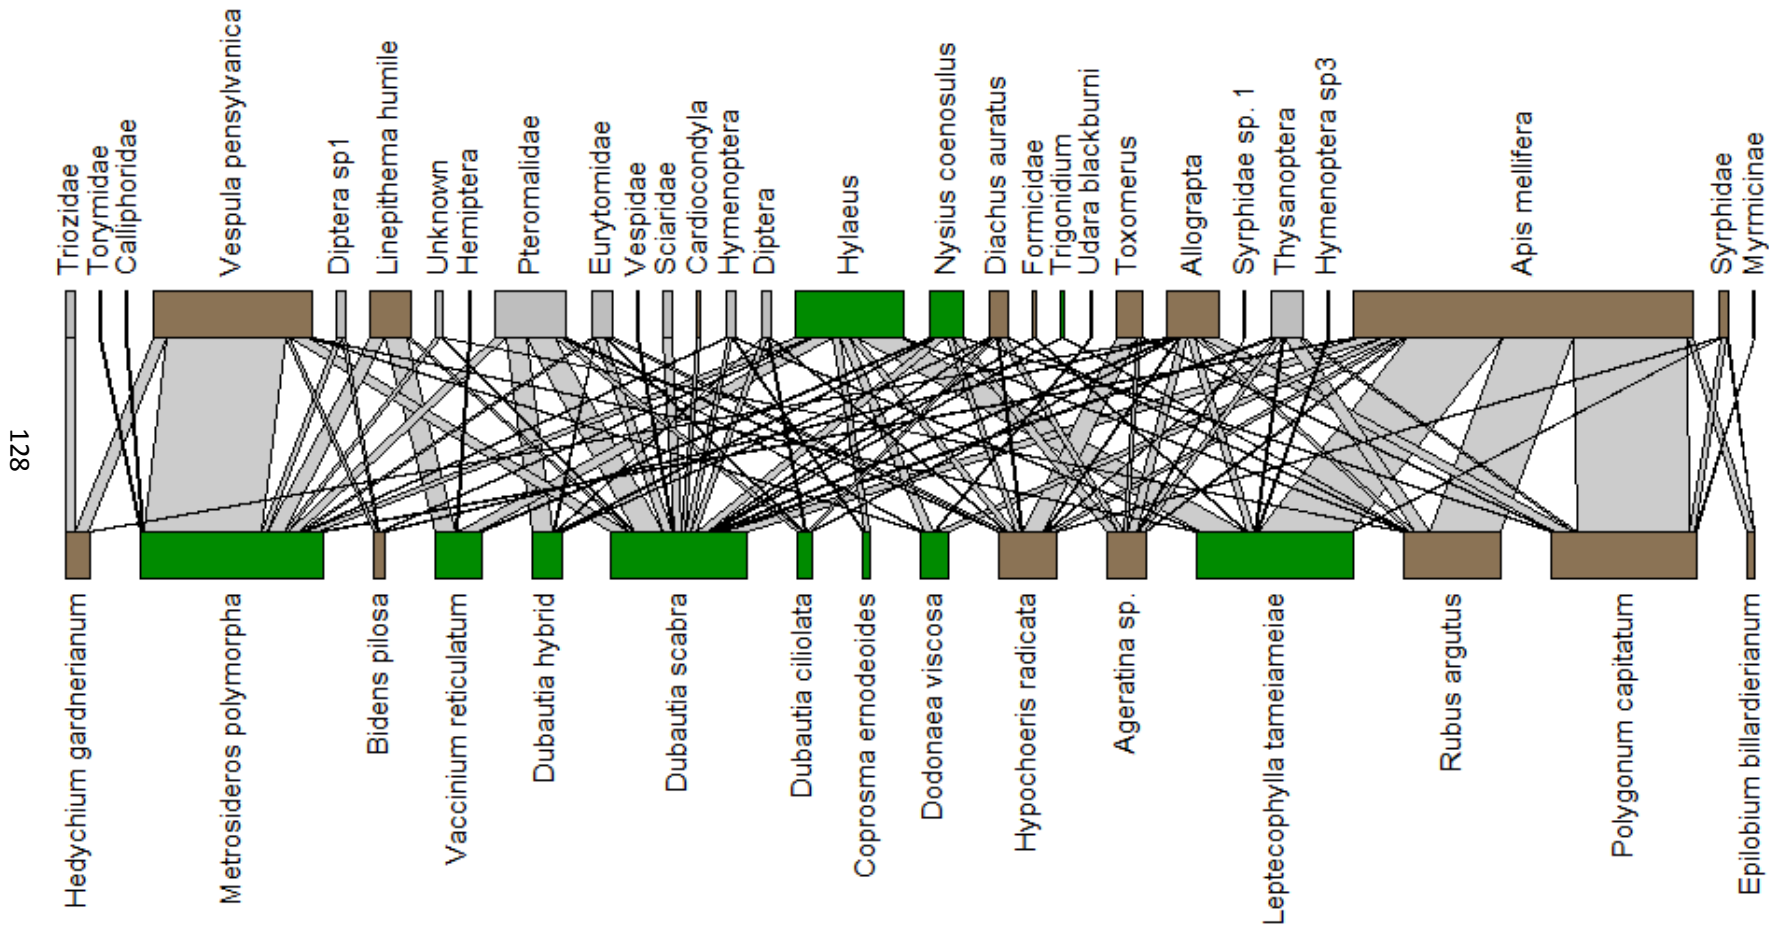 Triozidae
Torymidae
Calliphoridae
Vespula pensylvanica
Diptera sp1
Linepithema humile
Unknown
Hemiptera
Pteromalidae
Eurytomidae
Vespidae
Sciaridae
Cardiocondyla
Hymenoptera
Diptera
Hylaeus
Nysius coenosulus
Diachus auratus
Formicidae
Trigonidium
Udara blackburni
Toxomerus
Allograpta
Syrphidae sp. 1
Thysanoptera
Hymenoptera sp3
Apis mellifera
Syrphidae
Myrmicinae
128
Hedychium gardnerianum
Metrosideros polymorpha
Bidens pilosa
Vaccinium reticulatum
Dubautia hybrid
Dubautia scabra
Dubautia ciliolata
Coprosma ernodeoides
Dodonaea viscosa
Hypochoeris radicata
Ageratina sp.
Leptecophylla tameiameiae
Rubus argutus
Polygonum capitatum
Epilobium billardierianum